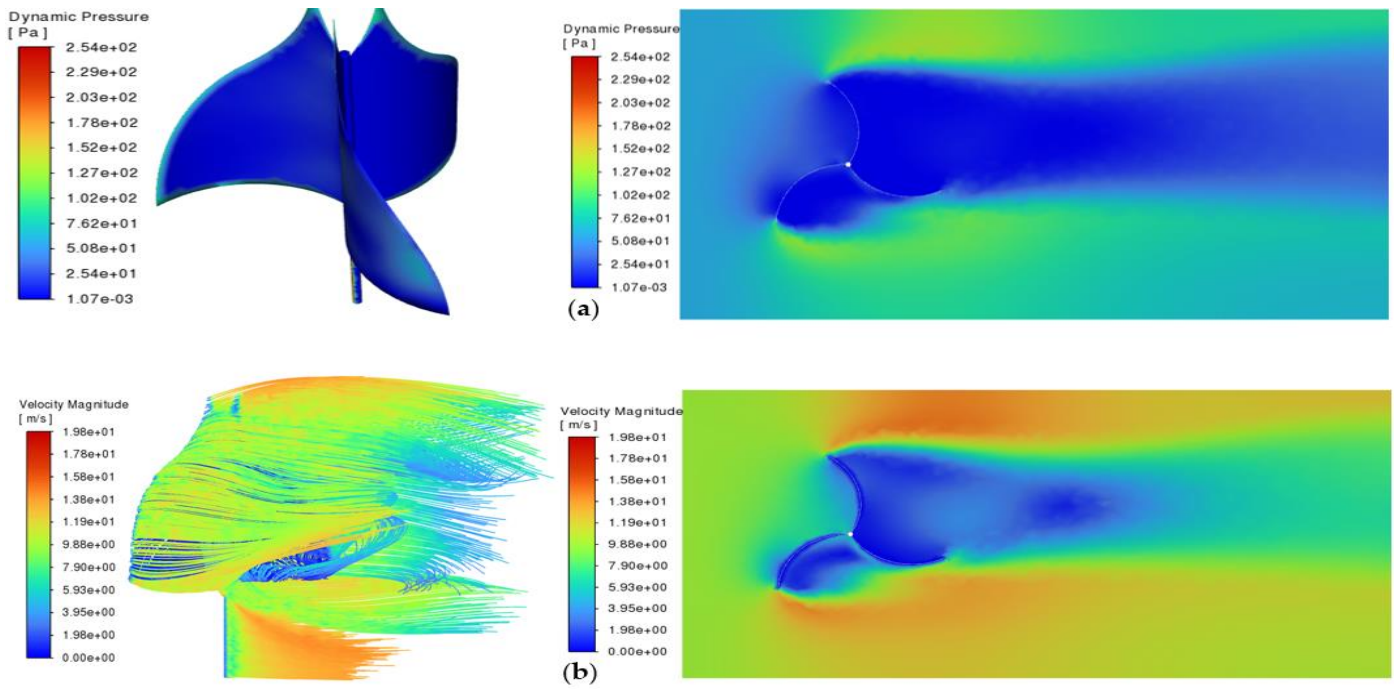 Dynamic Pressure
[ Pa ]
2.54e+02
2.29e+02
2.03e+02
1.78e+02
1.52e+02
1.27e+02
1.02e+02
7.62e+01
5.08e+01
2.54e+01
1.07e-03
Dynamic Pressure
[ Pa ]
2.54e+02
2.29e+02
2.03e+02
1.78e+02
1.52e+02
1.27e+02
1.02e+02
7.62e+01
5.08e+01
2.54e+01
1.07e-03
(a)
Velocity Magnitude
[ m/s ]
1.98e+01
1.78e+01
1.58e+01
1.38e+01
1.19e+01
9.88e+00
7.90e+00
5.93e+00
3.95e+00
1.98e+00
0.00e+00
Velocity Magnitude
[ m/s ]
1.98e+01
1.78e+01
1.58e+01
1.38e+01
1.19e+01
9.88e+00
7.90e+00
5.93e+00
3.95e+00
1.98e+00
0.00e+00
(b)